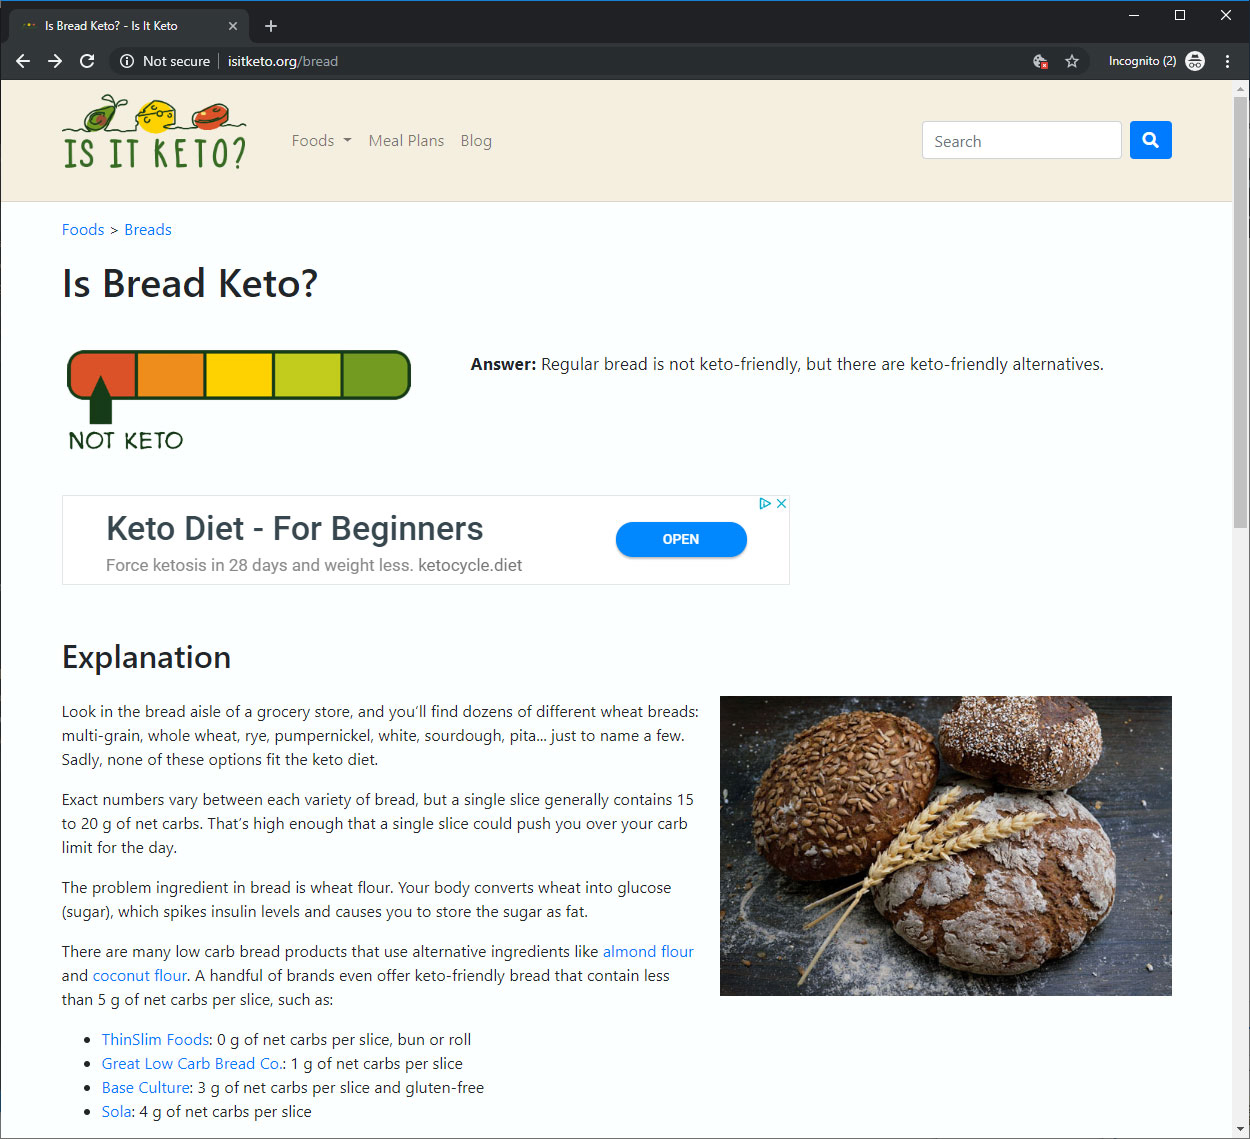 Is Bread Keto? - Is It Keto
Not secure | isitketo.org/bread
Incognito (2)
IS IT KETO?
Foods
Meal Plans
Blog
Search
Foods > Breads
Is Bread Keto?
NOT KETO
Answer: Regular bread is not keto-friendly, but there are keto-friendly alternatives.
Keto Diet - For Beginners
Force ketosis in 28 days and weight less. ketocycle.diet
OPEN
Explanation
Look in the bread aisle of a grocery store, and you’ll find dozens of different wheat breads:
multi-grain, whole wheat, rye, pumpernickel, white, sourdough, pita... just to name a few.
Sadly, none of these options fit the keto diet.
Exact numbers vary between each variety of bread, but a single slice generally contains 15
to 20 g of net carbs. That’s high enough that a single slice could push you over your carb
limit for the day.
The problem ingredient in bread is wheat flour. Your body converts wheat into glucose
(sugar), which spikes insulin levels and causes you to store the sugar as fat.
There are many low carb bread products that use alternative ingredients like almond flour
and coconut flour. A handful of brands even offer keto-friendly bread that contain less
than 5 g of net carbs per slice, such as:
• ThinSlim Foods: 0 g of net carbs per slice, bun or roll
• Great Low Carb Bread Co.: 1 g of net carbs per slice
• Base Culture: 3 g of net carbs per slice and gluten-free
• Sola: 4 g of net carbs per slice